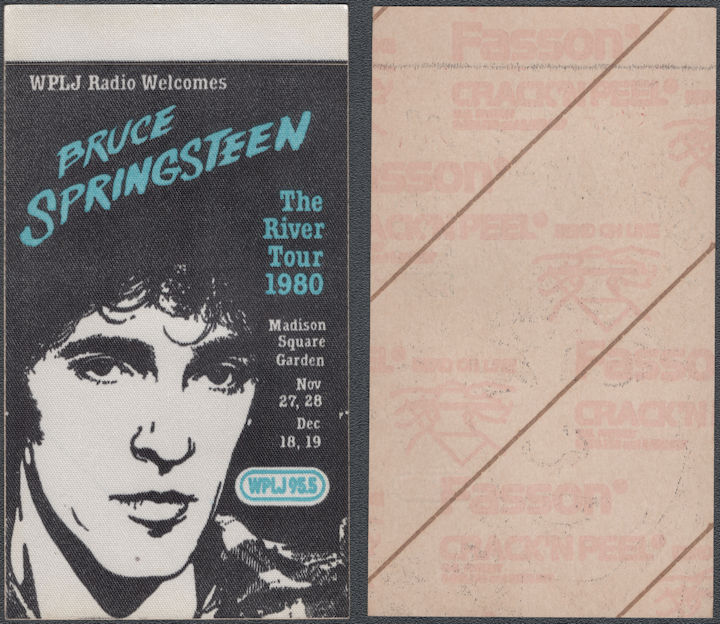 WPLJ Radio Welcomes
BRUCE
SPRINGSTEEN
The
River
Tour
1980
Madison
Square
Garden
Nov
27, 28
Dec
18, 19
WPLJ 95.5
Fasson
CRACK'N PEEL
Fasson
CRACK'N PEEL
Fasson
CRACK'N
Fasson
CRACK'N PEEL